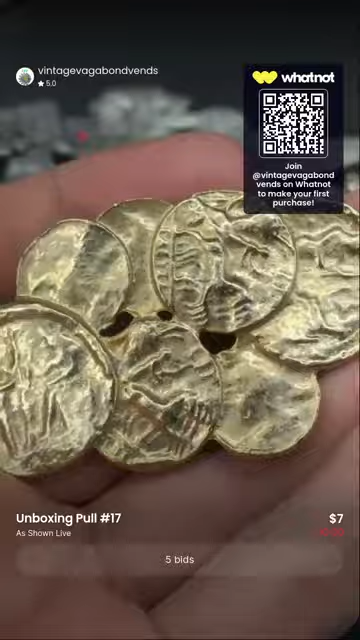 vintagevagabondvends
5.0
whatnot
Join
@vintagevagabond
vends on Whatnot
to make your first
purchase!
Unboxing Pull #17
$7
As Shown Live
5 bids